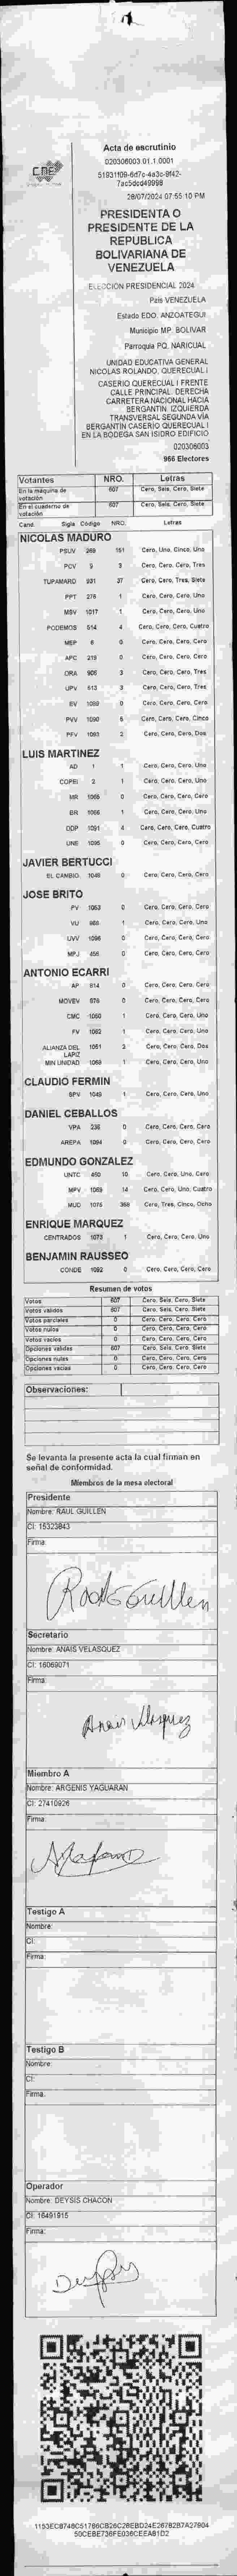 CNE
Acta de escrutinio
020306003.01.1.0001
28/07/2024 07:55:10 PM
PRESIDENTA O
PRESIDENTE DE LA
REPUBLICA
BOLIVARIANA DE
VENEZUELA
ELECCIÓN PRESIDENCIAL 2024
País VENEZUELA
Estado EDO. ANZOATEGUI
Municipio MP. BOLIVAR
Parroquia PQ. NARICUAL
UNIDAD EDUCATIVA GENERAL
NICOLAS ROLANDO, QUERECUAL I
CASERIO QUERECUAL I FRENTE
CALLE PRINCIPAL. DERECHA
CARRETERA NACIONAL HACIA
BERGANTIN. IZQUIERDA
TRANSVERSAL SEGUNDA VIA
BERGANTIN CASERIO QUERECUAL I
EN LA BODEGA SAN ISIDRO EDIFICIO
020306003
966 Electores
Votantes NRO. Letras
En la máquina de votación 607 Cero, Seis, Cero, Siete
En el cuaderno de votación 607 Cero, Seis, Cero, Siete
Cand. Sigla Código NRO. Letras
NICOLAS MADURO
PSUV 269 151 Cero, Uno, Cinco, Uno
PCV 9 3 Cero, Cero, Cero, Tres
TUPAMARO 931 37 Cero, Cero, Tres, Siete
PPT 278 1 Cero, Cero, Cero, Uno
MSV 1017 1 Cero, Cero, Cero, Uno
PODEMOS 514 4 Cero, Cero, Cero, Cuatro
MEP 8 0 Cero, Cero, Cero, Cero
APC 219 0 Cero, Cero, Cero, Cero
ORA 906 3 Cero, Cero, Cero, Tres
UPV 513 3 Cero, Cero, Cero, Tres
EV 1089 0 Cero, Cero, Cero, Cero
PVV 1090 5 Cero, Cero, Cero, Cinco
PFV 1093 2 Cero, Cero, Cero, Dos
LUIS MARTINEZ
AD 1 1 Cero, Cero, Cero, Uno
COPEI 2 1 Cero, Cero, Cero, Uno
MR 1065 0 Cero, Cero, Cero, Cero
BR 1066 1 Cero, Cero, Cero, Uno
DDP 1091 4 Cero, Cero, Cero, Cuatro
UNE 1095 0 Cero, Cero, Cero, Cero
JAVIER BERTUCCI
EL CAMBIO. 1048 0 Cero, Cero, Cero, Cero
JOSE BRITO
PV 1063 0 Cero, Cero, Cero, Cero
VU 868 1 Cero, Cero, Cero, Uno
UVV 1096 0 Cero, Cero, Cero, Cero
MPJ 455 0 Cero, Cero, Cero, Cero
ANTONIO ECARRI
AP 814 0 Cero, Cero, Cero, Cero
MOVEV 978 0 Cero, Cero, Cero, Cero
CMC 1050 1 Cero, Cero, Cero, Uno
FV 1062 1 Cero, Cero, Cero, Uno
ALIANZA DEL LAPIZ 1051 2 Cero, Cero, Cero, Dos
MIN UNIDAD 1068 1 Cero, Cero, Cero, Uno
CLAUDIO FERMIN
SPV 1049 1 Cero, Cero, Cero, Uno
DANIEL CEBALLOS
VPA 236 0 Cero, Cero, Cero, Cero
AREPA 1084 0 Cero, Cero, Cero, Cero
EDMUNDO GONZALEZ
UNTC 450 10 Cero, Cero, Uno, Cero
MPV 1069 14 Cero, Cero, Uno, Cuatro
MUD 1075 358 Cero, Tres, Cinco, Ocho
ENRIQUE MARQUEZ
CENTRADOS 1073 1 Cero, Cero, Cero, Uno
BENJAMIN RAUSSEO
CONDE 1092 0 Cero, Cero, Cero, Cero
Resumen de votos
Votos 607 Cero, Seis, Cero, Siete
Votos válidos 607 Cero, Seis, Cero, Siete
Votos parciales 0 Cero, Cero, Cero, Cero
Votos nulos 0 Cero, Cero, Cero, Cero
Votos vacíos 0 Cero, Cero, Cero, Cero
Opciones válidas 607 Cero, Seis, Cero, Siete
Opciones nulas 0 Cero, Cero, Cero, Cero
Opciones vacías 0 Cero, Cero, Cero, Cero
Observaciones:
Se levanta la presente acta la cual firman en
señal de conformidad.
Miembros de la mesa electoral
Presidente
Nombre: RAUL GUILLEN
CI: 15323843
Firma:
Secretario
Nombre: ANAIS VELASQUEZ
CI: 16069071
Firma:
Anais Velasquez
Miembro A
Nombre: ARGENIS YAGUARAN
CI: 27410926
Firma:
Testigo A
Nombre:
CI:
Firma:
Testigo B
Nombre:
CI:
Firma:
Operador
Nombre: DEYSIS CHACON
CI: 16491915
Firma: